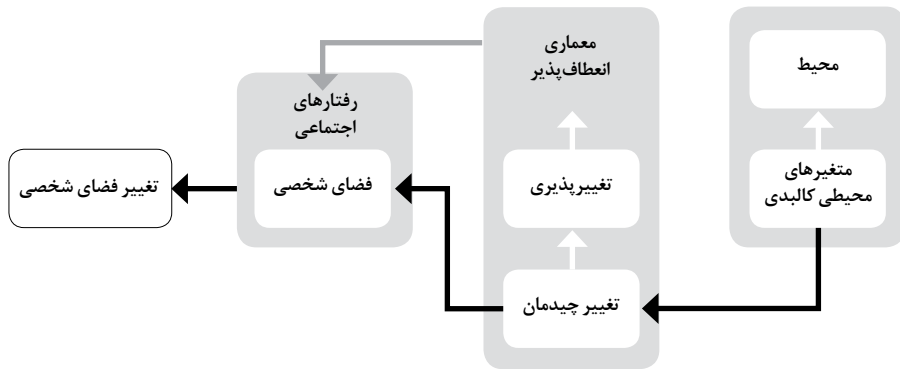 محیط
متغیرهای
محیطی کالبدی
معماری
انعطاف‌پذیر
تغییرپذیری
تغییر چیدمان
رفتارهای
اجتماعی
فضای شخصی
تغییر فضای شخصی